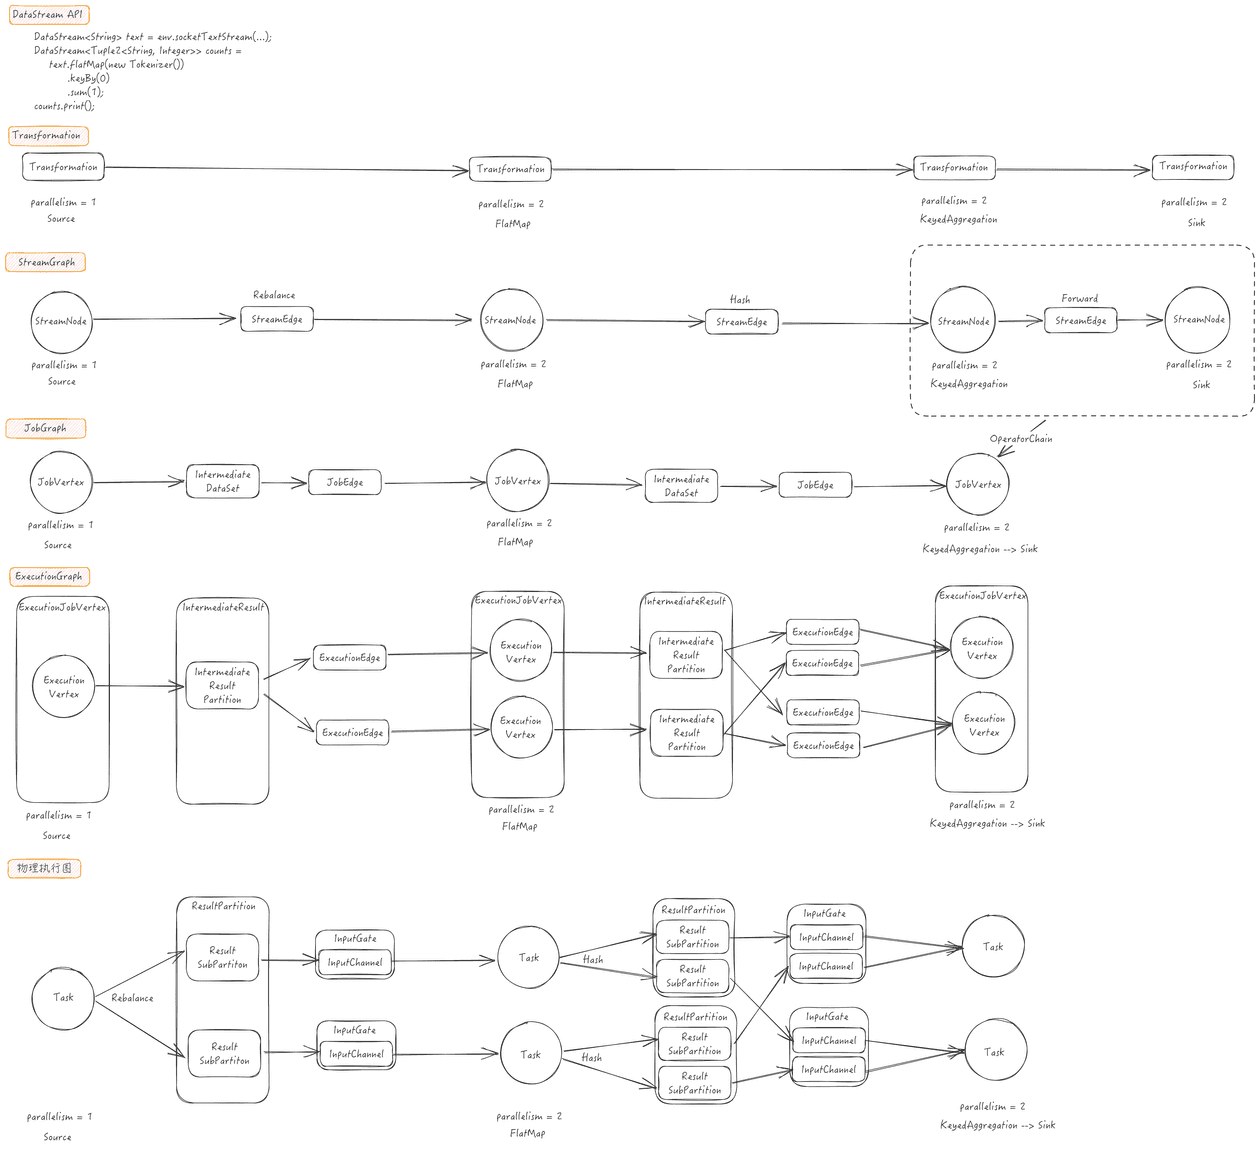 DataStream API
DataStream<String> text = env.socketTextStream(...);
DataStream<Tuple2<String, Integer>> counts =
text.flatMap(new Tokenizer())
.keyBy(0)
.sum(1);
counts.print();
Transformation
Transformation
Transformation
Transformation
Transformation
parallelism = 1
parallelism = 2
parallelism = 2
parallelism = 2
Source
FlatMap
KeyedAggregation
Sink
StreamGraph
Rebalance
Hash
Forward
StreamNode
StreamEdge
StreamNode
StreamEdge
StreamNode
StreamEdge
StreamNode
parallelism = 1
parallelism = 2
parallelism = 2
parallelism = 2
Source
FlatMap
KeyedAggregation
Sink
JobGraph
OperatorChain
JobVertex
Intermediate
DataSet
JobEdge
JobVertex
Intermediate
DataSet
JobEdge
JobVertex
parallelism = 1
parallelism = 2
parallelism = 2
Source
FlatMap
KeyedAggregation --> Sink
ExecutionGraph
ExecutionJobVertex
IntermediateResult
ExecutionJobVertex
IntermediateResult
ExecutionJobVertex
Execution
Vertex
Intermediate
Result
Partition
ExecutionEdge
ExecutionEdge
Execution
Vertex
Execution
Vertex
Intermediate
Result
Partition
Intermediate
Result
Partition
ExecutionEdge
ExecutionEdge
ExecutionEdge
ExecutionEdge
Execution
Vertex
Execution
Vertex
parallelism = 1
parallelism = 2
parallelism = 2
Source
FlatMap
KeyedAggregation --> Sink
物理执行图
Task
Rebalance
ResultPartition
Result
SubPartiton
Result
SubPartiton
InputGate
InputChannel
InputGate
InputChannel
Task
Hash
Task
Hash
ResultPartition
Result
SubPartition
Result
SubPartition
ResultPartition
Result
SubPartition
Result
SubPartition
InputGate
InputChannel
InputChannel
InputGate
InputChannel
InputChannel
Task
Task
parallelism = 1
parallelism = 2
parallelism = 2
Source
FlatMap
KeyedAggregation --> Sink